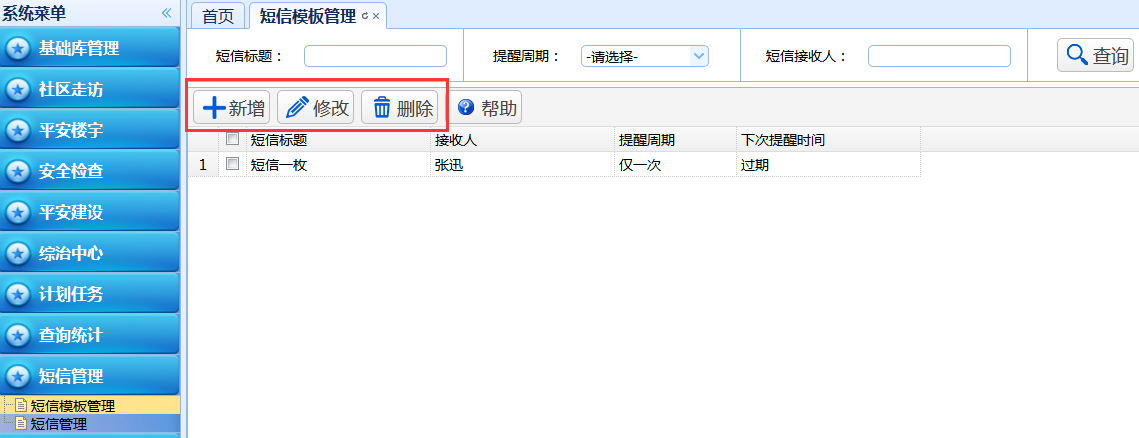 系统菜单
基础库管理
社区走访
平安楼宇
安全检查
平安建设
综治中心
计划任务
查询统计
短信管理
短信模板管理
短信管理
首页 短信模板管理
短信标题： 提醒周期： -请选择- 短信接收人： 查询
新增 修改 删除 帮助
短信标题 接收人 提醒周期 下次提醒时间
1 短信一枚 张迅 仅一次 过期